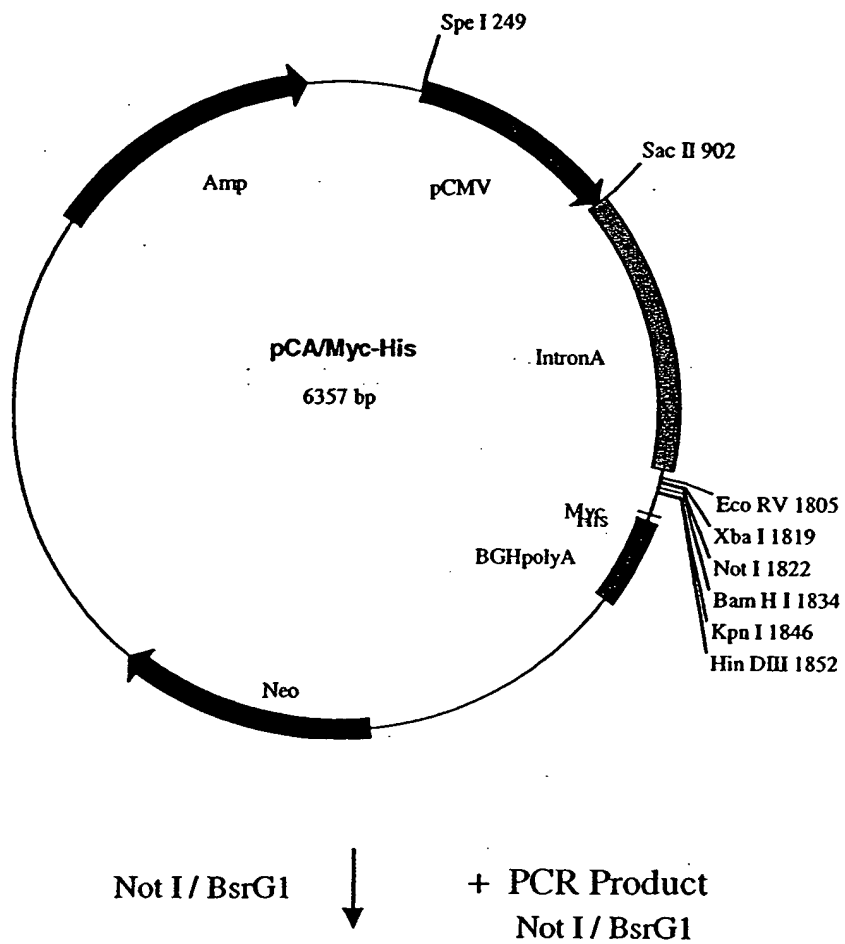 Spe I 249
Sac II 902
Amp
pCMV
pCA/Myc-His
6357 bp
IntronA
Eco RV 1805
Myc
His
Xba I 1819
BGHpolyA
Not I 1822
Bam H I 1834
Kpn I 1846
Hin DIII 1852
Neo
Not I / BsrG1
+ PCR Product
Not I / BsrG1